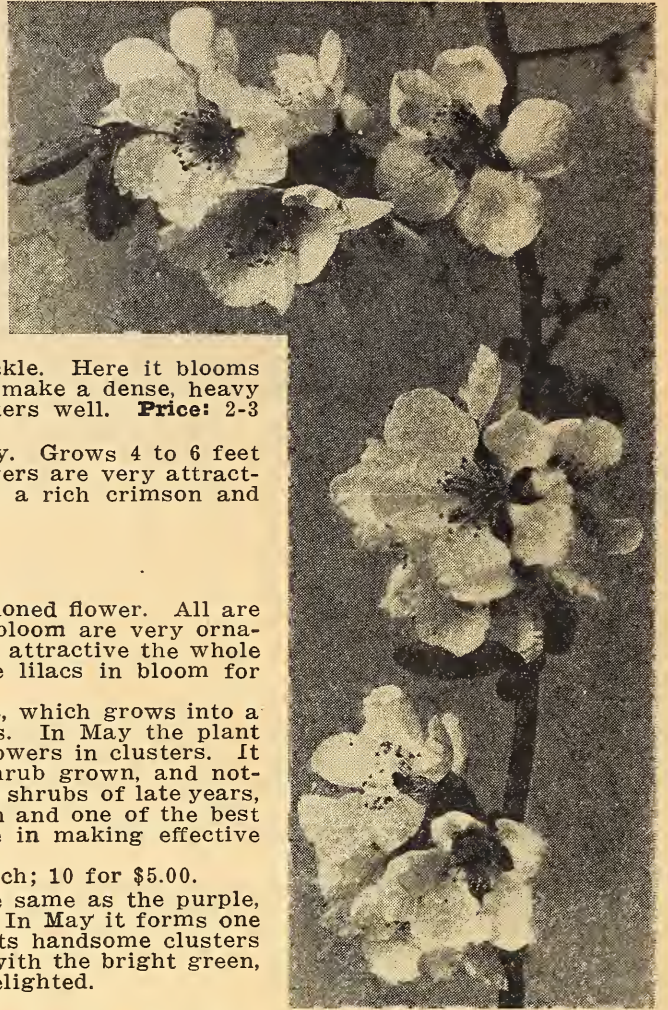 kle. Here it blooms
make a dense, heavy
ers well. Price: 2-3
y. Grows 4 to 6 feet
ers are very attract-
a rich crimson and
oned flower. All are
bloom are very orna-
attractive the whole
e lilacs in bloom for
, which grows into a
s. In May the plant
owers in clusters. It
hrub grown, and not-
shrubs of late years,
n and one of the best
e in making effective
ch; 10 for $5.00.
e same as the purple,
In May it forms one
ts handsome clusters
with the bright green,
elighted.